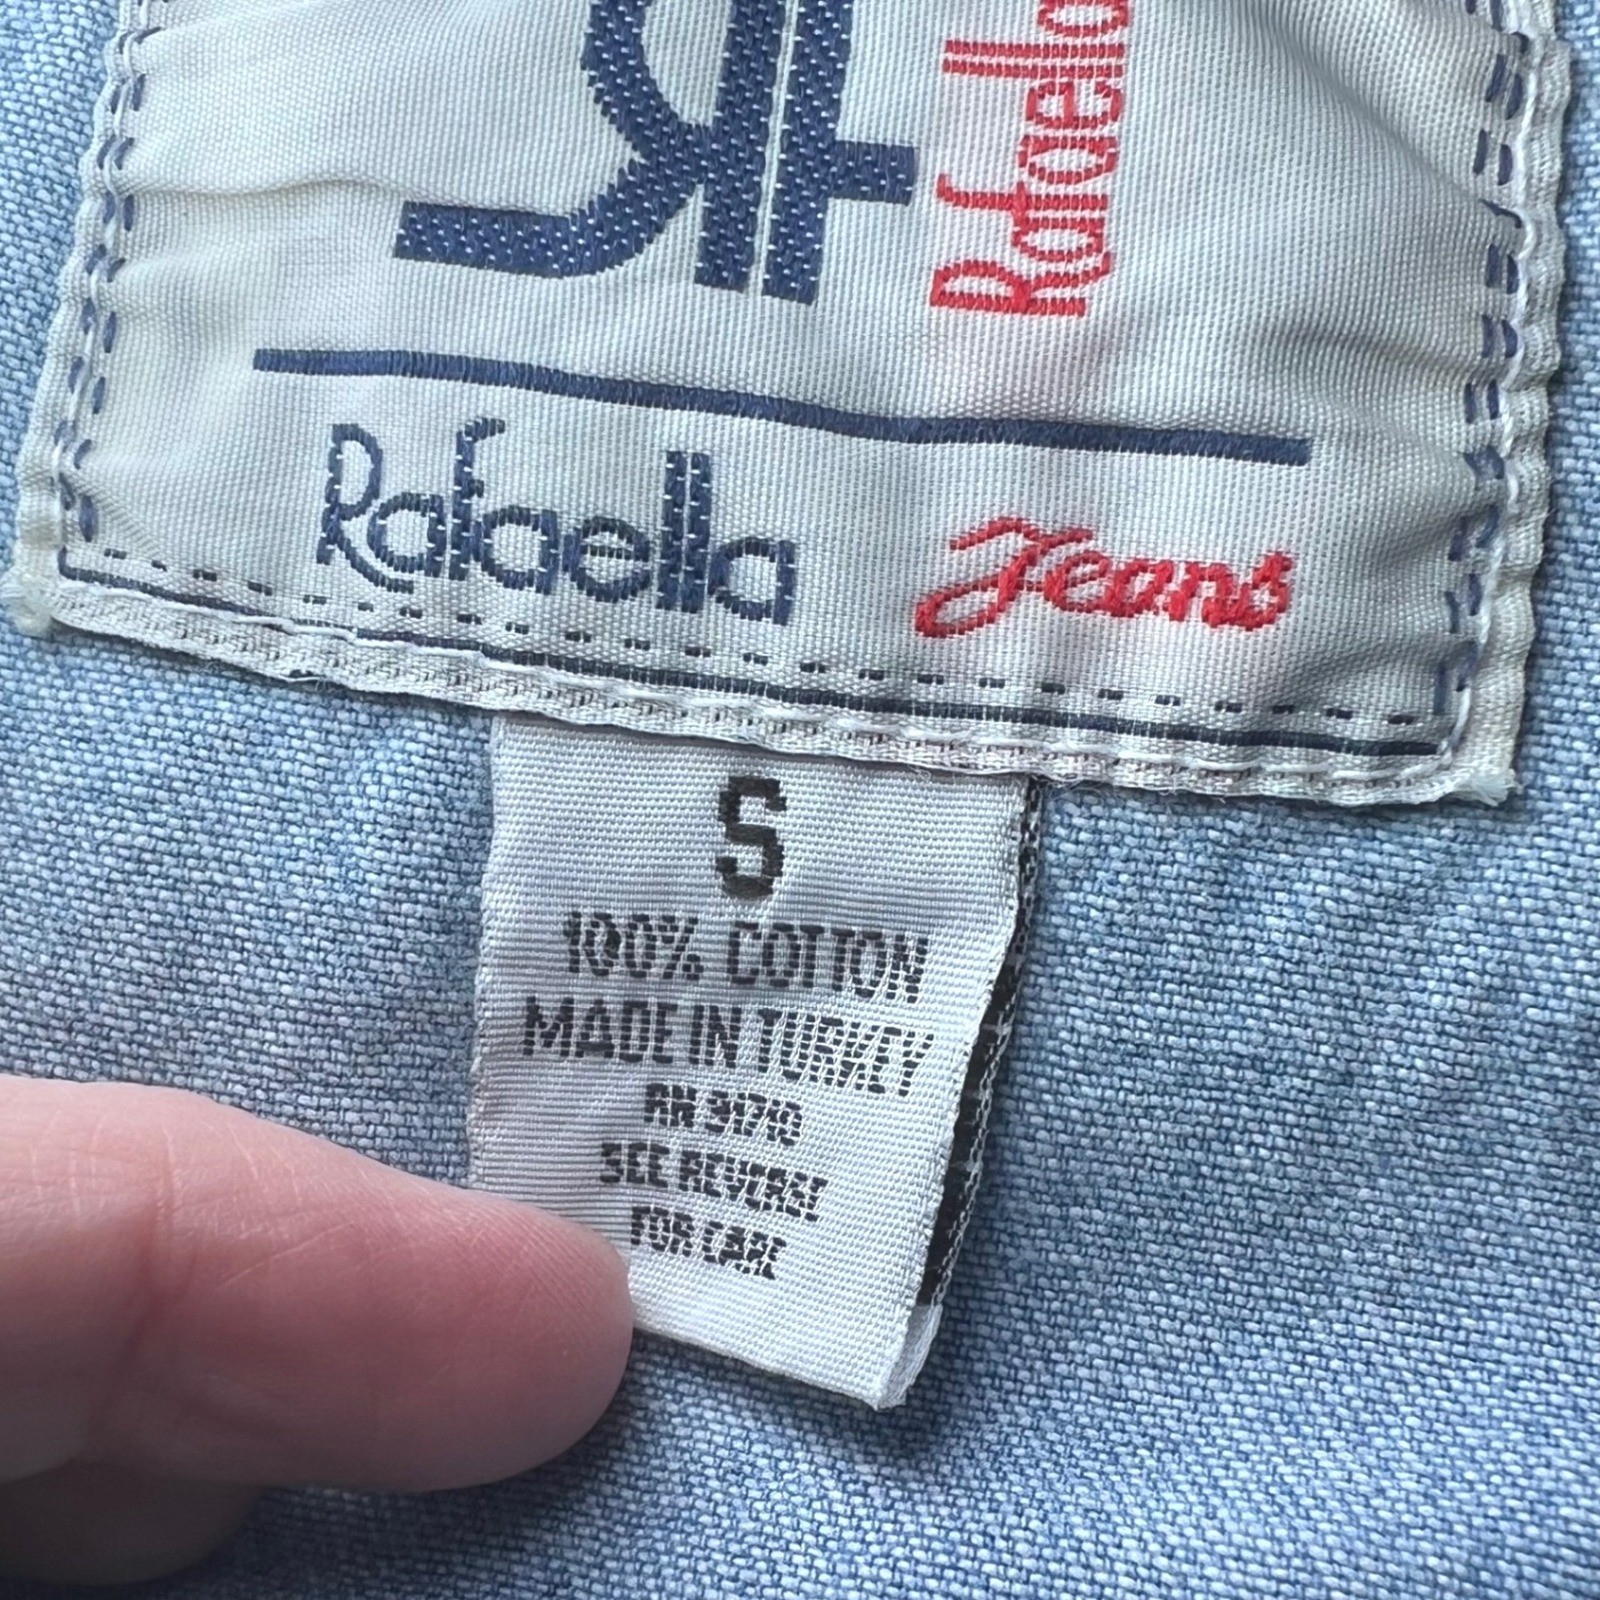 Rafaella
Rafaella Jeans
S
100% COTTON
MADE IN TURKEY
RN 91710
SEE REVERSE
FOR CARE